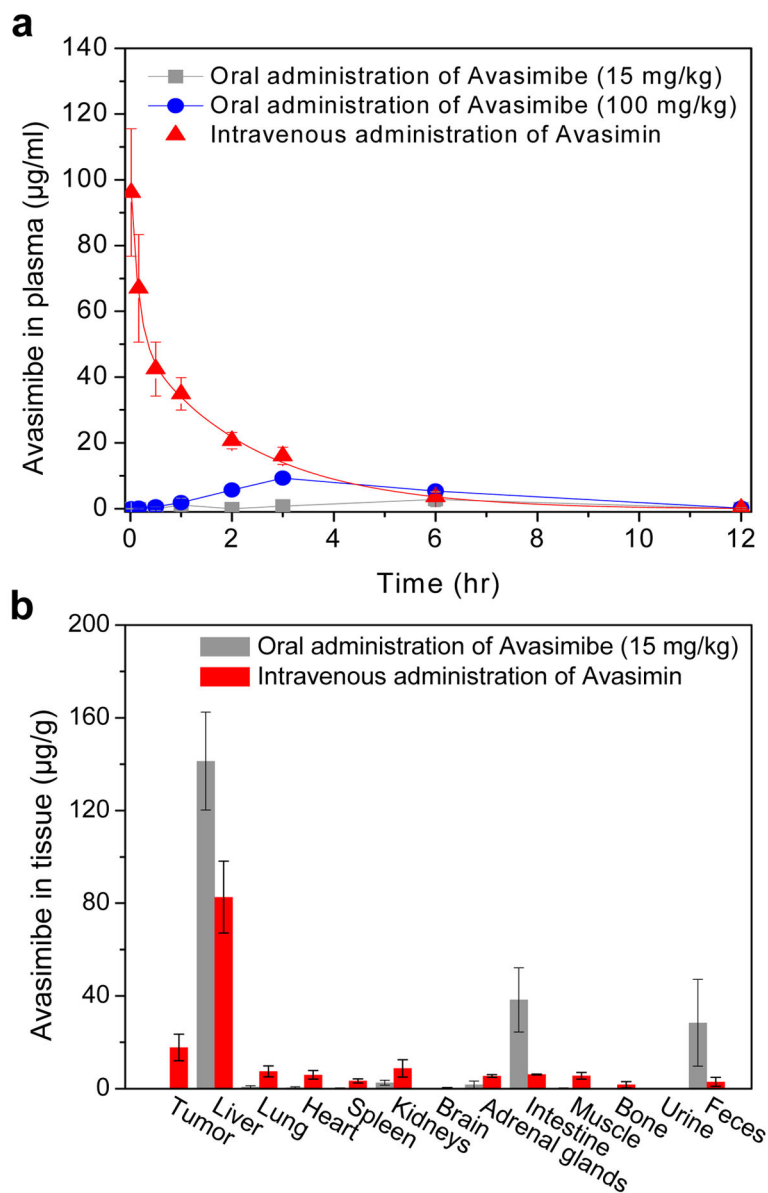 a
140
120
100
80
60
40
20
0
Avasimibe in plasma (µg/ml)
Oral administration of Avasimibe (15 mg/kg)
Oral administration of Avasimibe (100 mg/kg)
Intravenous administration of Avasimin
0 2 4 6 8 10 12
Time (hr)
b
200
160
120
80
40
0
Avasimibe in tissue (µg/g)
Oral administration of Avasimibe (15 mg/kg)
Intravenous administration of Avasimin
Tumor
Liver
Lung
Heart
Spleen
Kidneys
Brain
Adrenal glands
Intestine
Muscle
Bone
Urine
Feces